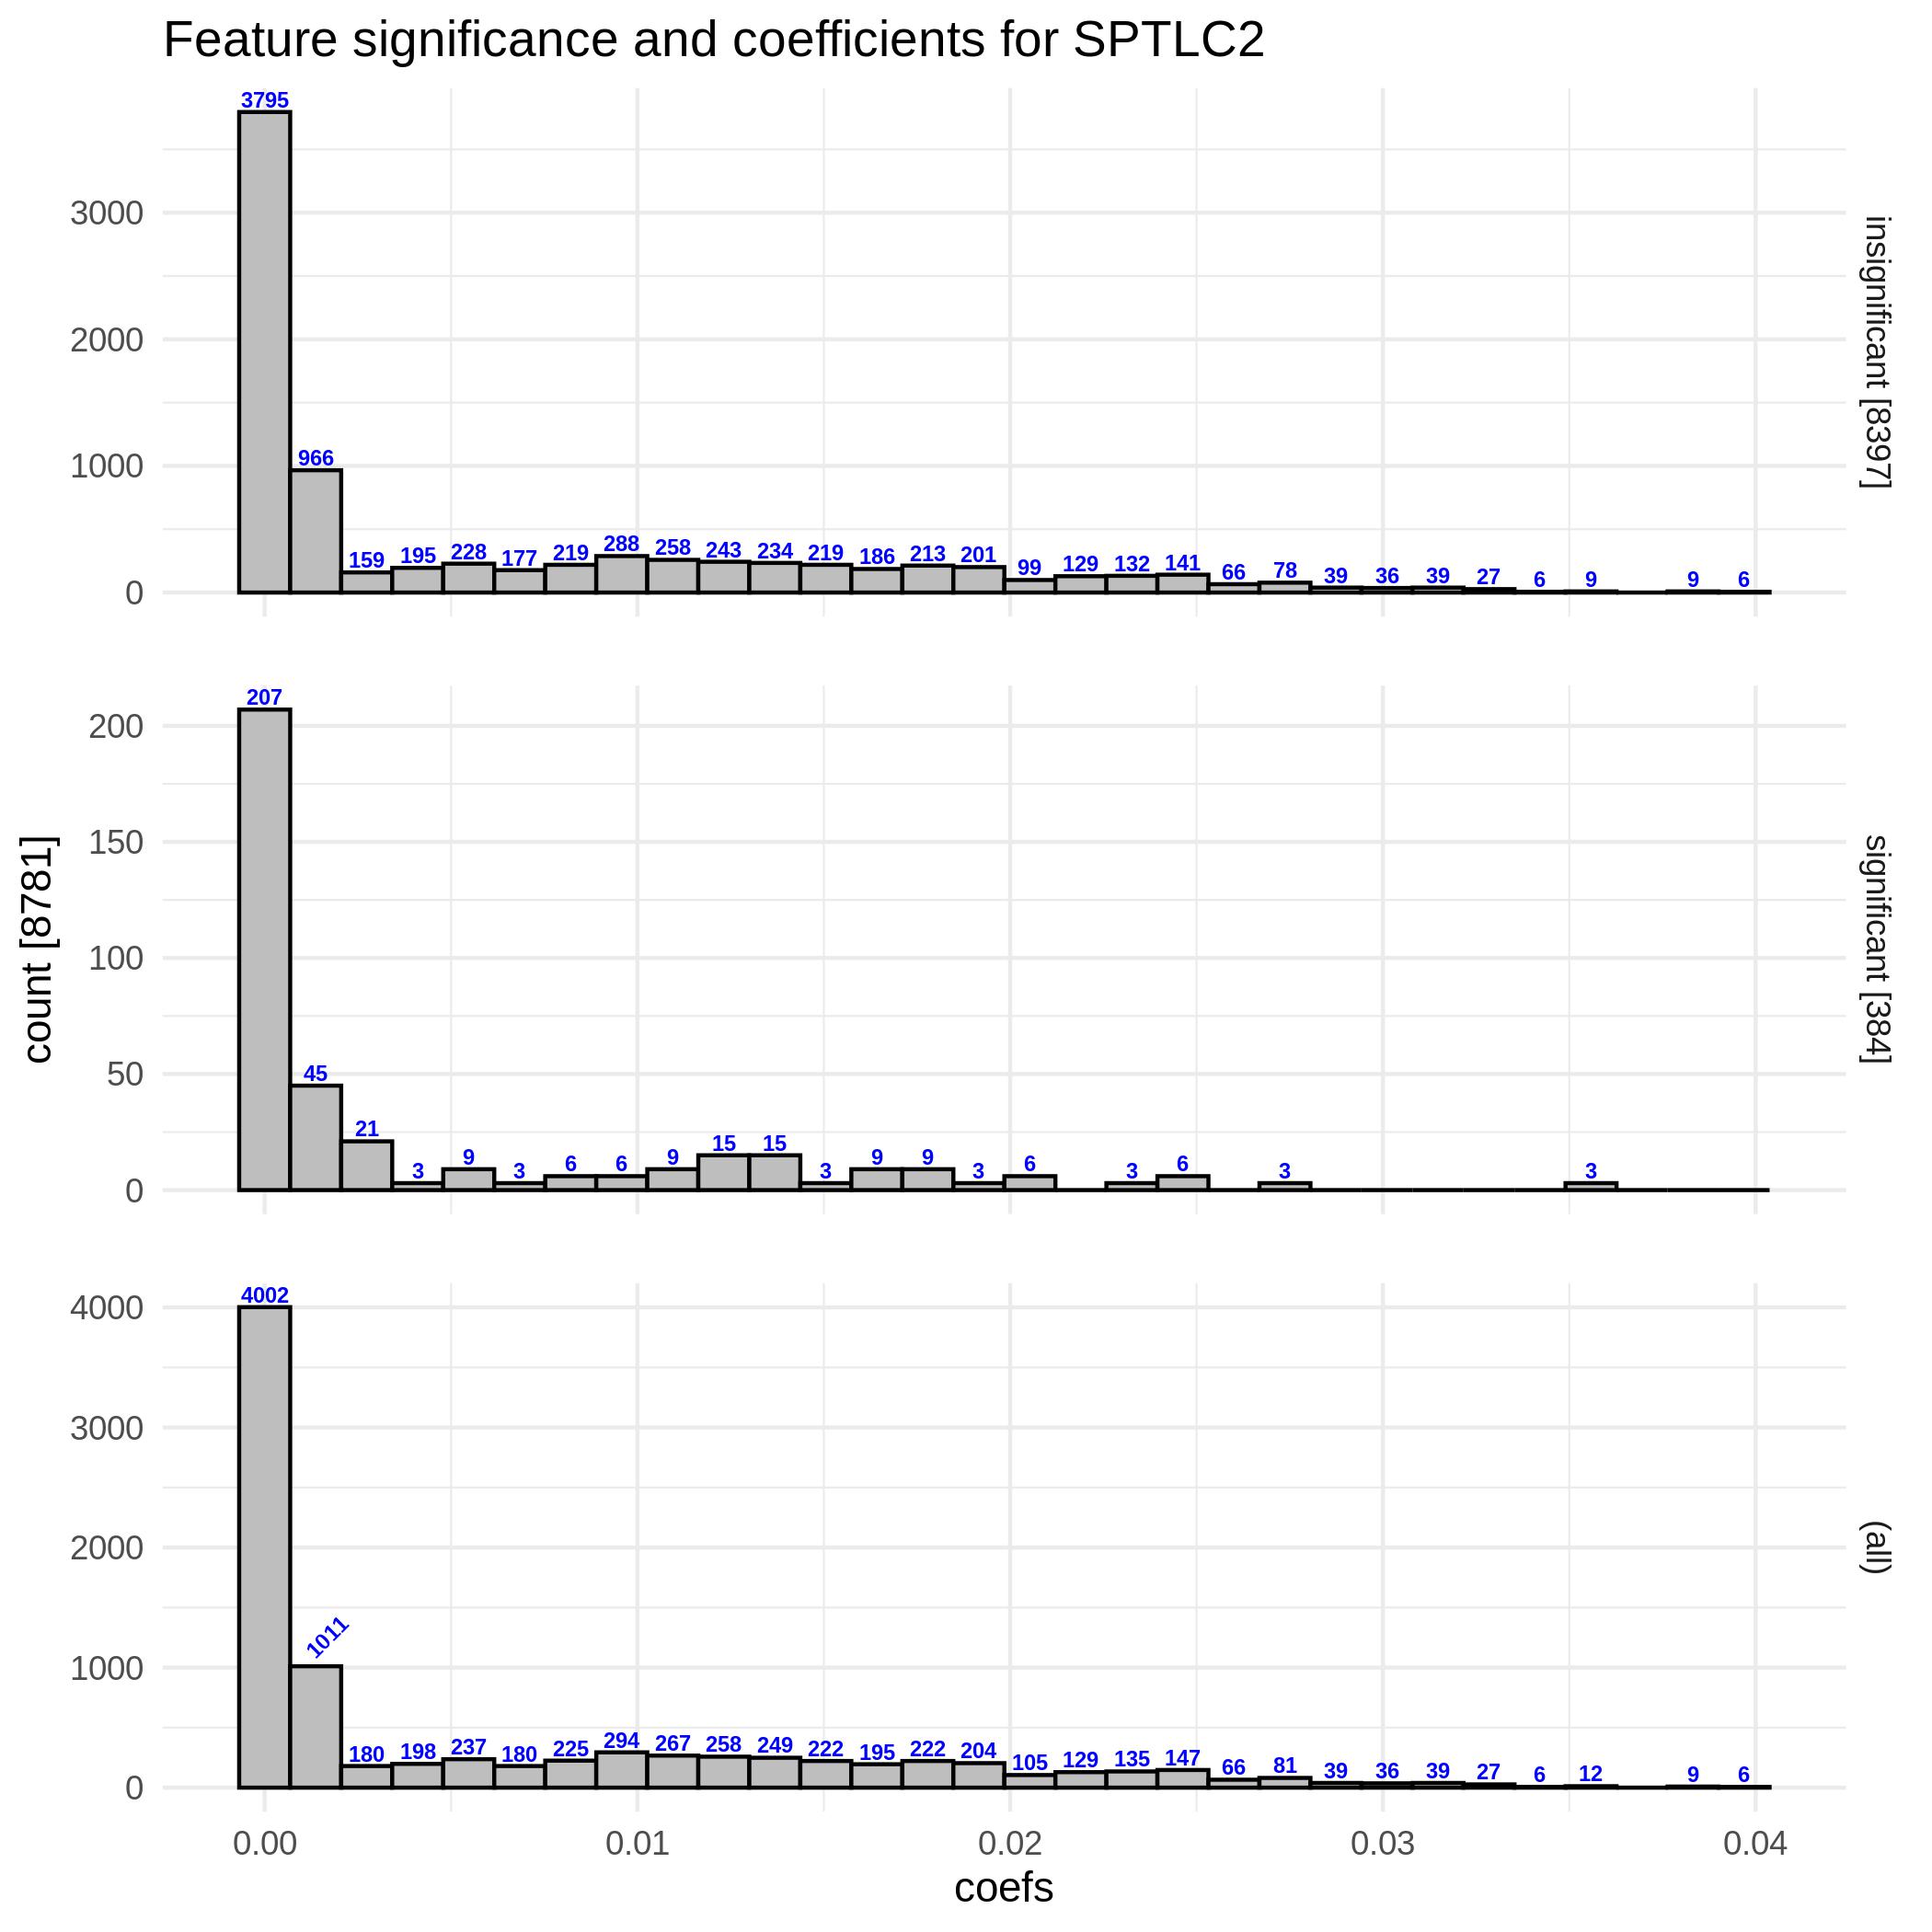 Feature significance and coefficients for SPTLC2
count [8781]
3795
966
159 195 228 177 219 288 258 243 234 219 186 213 201 99 129 132 141 66 78 39 36 39 27 6 9 9 6
3000
2000
1000
0
insignificant [8397]
207
45
21
3 9 3 6 6 9 15 15 3 9 9 3 6 3 6 3 3
200
150
100
50
0
significant [384]
4002
1011
180 198 237 180 225 294 267 258 249 222 195 222 204 105 129 135 147 66 81 39 36 39 27 6 12 9 6
4000
3000
2000
1000
0
(all)
0.00 0.01 0.02 0.03 0.04
coefs